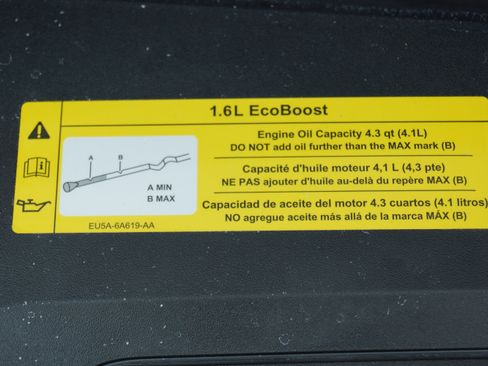 1.6L EcoBoost
Engine Oil Capacity 4.3 qt (4.1L)
DO NOT add oil further than the MAX mark (B)
A B
A MIN
B MAX
Capacité d'huile moteur 4,1 L (4,3 pte)
NE PAS ajouter d'huile au-delà du repère MAX (B)
Capacidad de aceite del motor 4.3 cuartos (4.1 litros)
NO agregue aceite más allá de la marca MÁX (B)
EU5A-6A619-AA